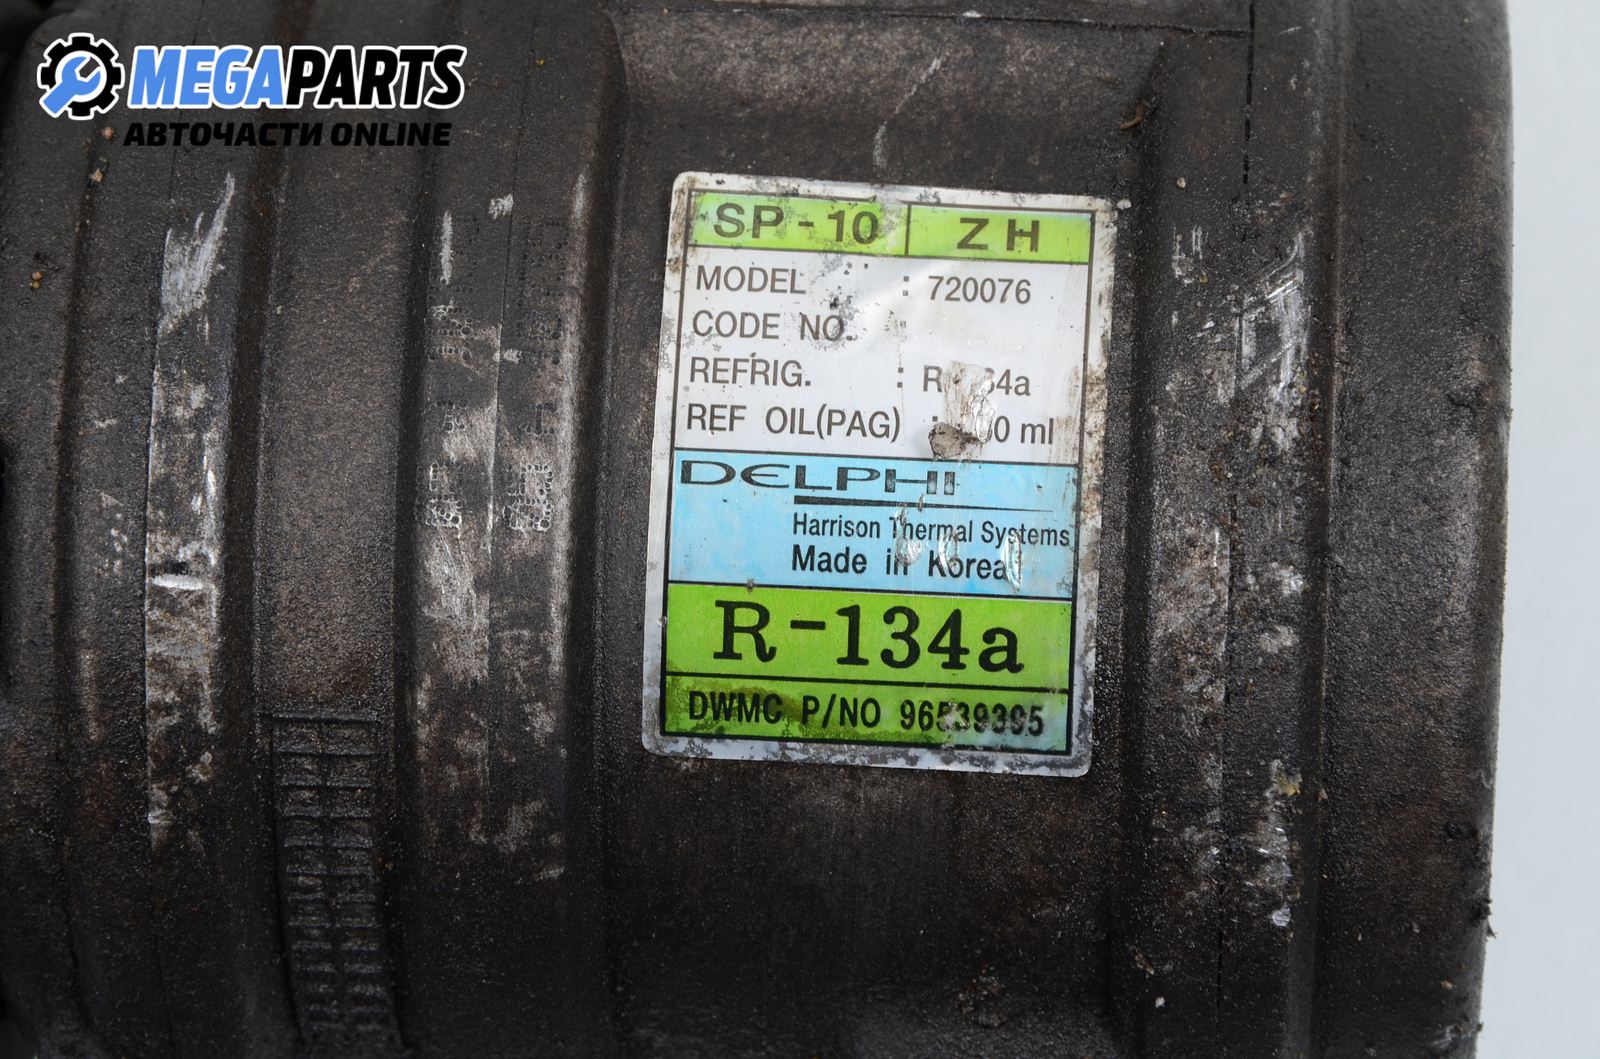 MEGAPARTS
АВТОЧАСТИ ONLINE
SP-10 ZH
MODEL : 720076
CODE NO. :
REFRIG. :
REF OIL(PAG) : ml
DELPHI
Harrison Thermal Systems
Made in Korea
R-134a
DWMC P/NO 96539395